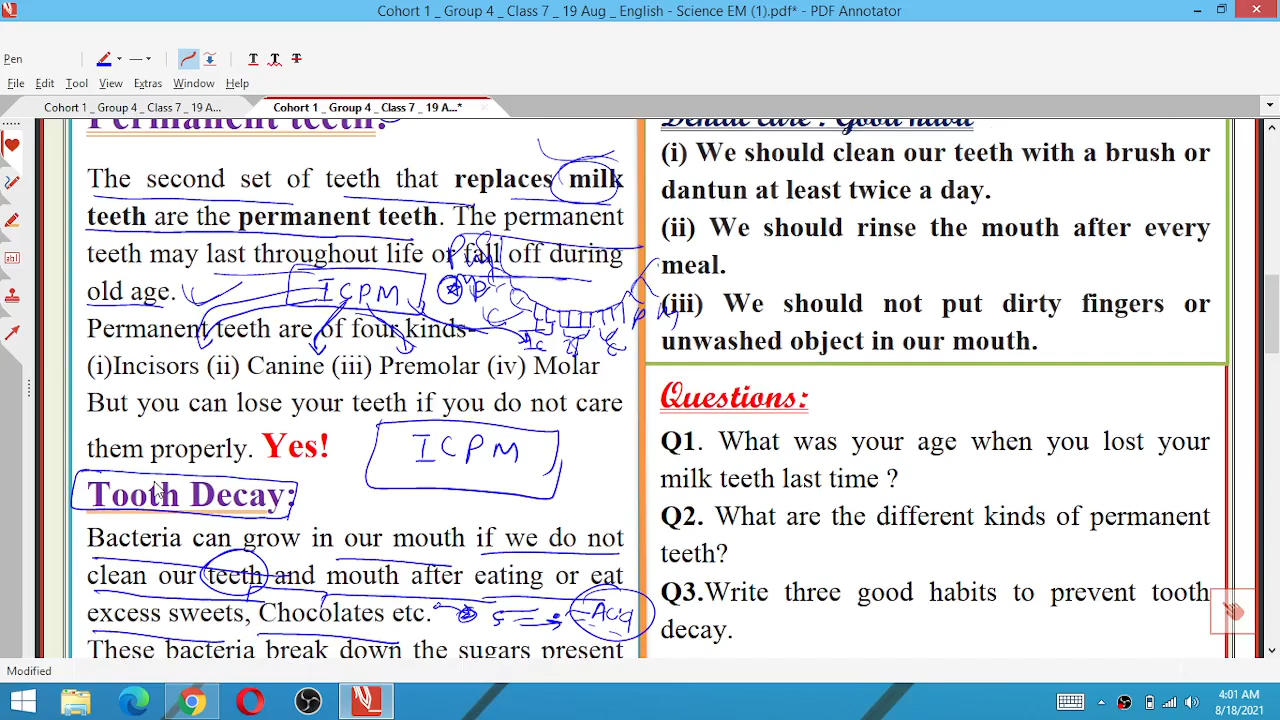 Cohort 1 _ Group 4 _ Class 7 _ 19 Aug _ English - Science EM (1).pdf* - PDF Annotator
Pen
File Edit Tool View Extras Window Help
Cohort 1 _ Group 4 _ Class 7 _ 19 A...
Cohort 1 _ Group 4 _ Class 7 _ 19 A...*
Permanent teeth:
The second set of teeth that replaces milk
teeth are the permanent teeth. The permanent
teeth may last throughout life or fall off during
old age.
ICPM
Permanent teeth are of four kinds-
(i)Incisors (ii) Canine (iii) Premolar (iv) Molar
But you can lose your teeth if you do not care
them properly. Yes!
ICPM
Tooth Decay:
Bacteria can grow in our mouth if we do not
clean our teeth and mouth after eating or eat
excess sweets, Chocolates etc.
These bacteria break down the sugars present
(i) We should clean our teeth with a brush or
dantun at least twice a day.
(ii) We should rinse the mouth after every
meal.
(iii) We should not put dirty fingers or
unwashed object in our mouth.
Questions:
Q1. What was your age when you lost your
milk teeth last time ?
Q2. What are the different kinds of permanent
teeth?
Q3.Write three good habits to prevent tooth
decay.
Modified
4:01 AM
8/18/2021